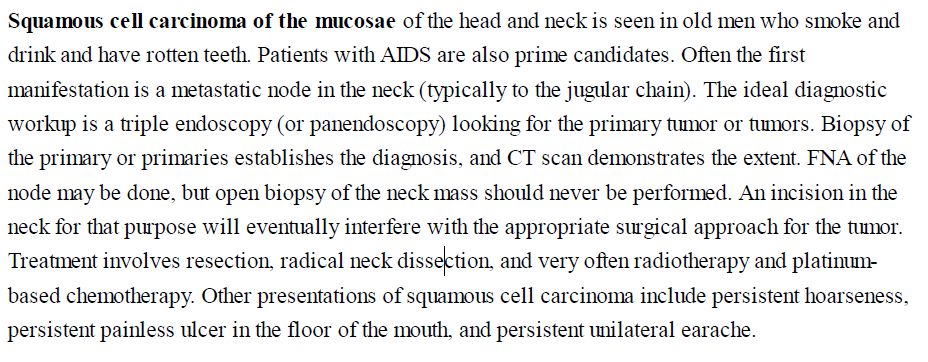 Squamous cell carcinoma of the mucosae of the head and neck is seen in old men who smoke and
drink and have rotten teeth. Patients with AIDS are also prime candidates. Often the first
manifestation is a metastatic node in the neck (typically to the jugular chain). The ideal diagnostic
workup is a triple endoscopy (or panendoscopy) looking for the primary tumor or tumors. Biopsy of
the primary or primaries establishes the diagnosis, and CT scan demonstrates the extent. FNA of the
node may be done, but open biopsy of the neck mass should never be performed. An incision in the
neck for that purpose will eventually interfere with the appropriate surgical approach for the tumor.
Treatment involves resection, radical neck dissection, and very often radiotherapy and platinum-
based chemotherapy. Other presentations of squamous cell carcinoma include persistent hoarseness,
persistent painless ulcer in the floor of the mouth, and persistent unilateral earache.